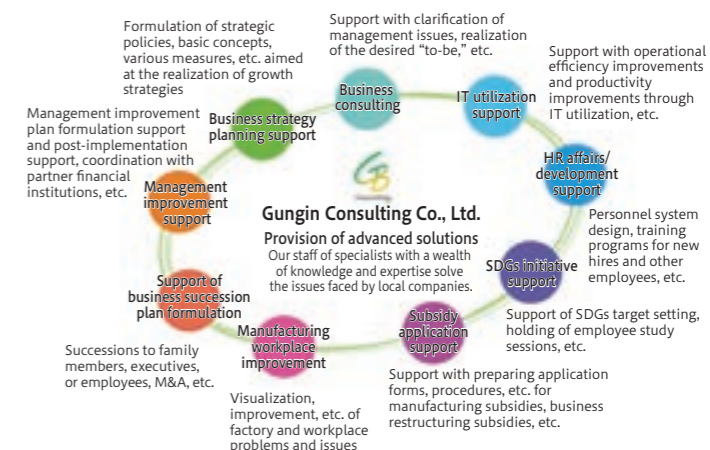 Formulation of strategic
policies, basic concepts,
various measures, etc. aimed
at the realization of growth
strategies
Business strategy
planning support
Support with clarification of
management issues, realization
of the desired “to-be,” etc.
Business
consulting
IT utilization
support
Support with operational
efficiency improvements
and productivity
improvements through
IT utilization, etc.
Management improvement
plan formulation support
and post-implementation
support, coordination with
partner financial
institutions, etc.
Management
improvement
support
HR affairs/
development
support
Personnel system
design, training
programs for new
hires and other
employees, etc.
GB
Gungin Consulting Co., Ltd.
Provision of advanced solutions
Our staff of specialists with a wealth
of knowledge and expertise solve
the issues faced by local companies.
SDGs initiative
support
Support of SDGs target setting,
holding of employee study
sessions, etc.
Support of
business succession
plan formulation
Successions to family
members, executives,
or employees, M&A, etc.
Manufacturing
workplace
improvement
Visualization,
improvement, etc. of
factory and workplace
problems and issues
Subsidy
application
support
Support with preparing application
forms, procedures, etc. for
manufacturing subsidies, business
restructuring subsidies, etc.